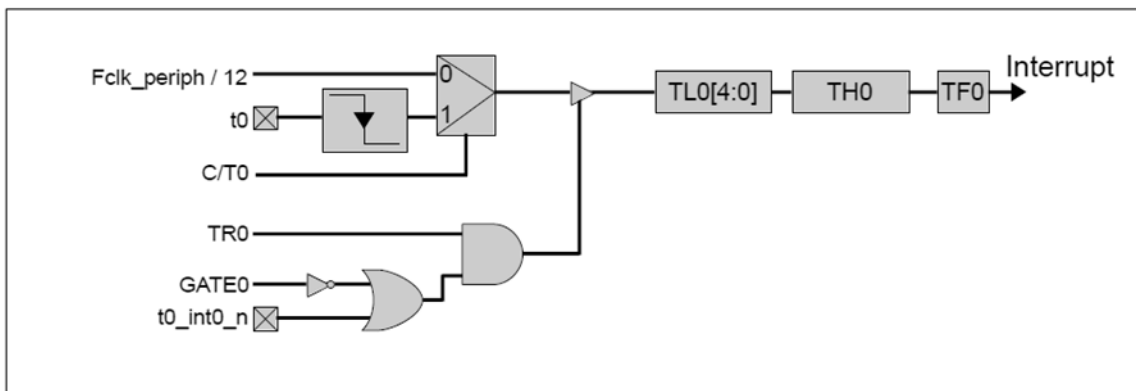 Fclk_periph / 12
0
TL0[4:0]
TH0
TF0
Interrupt
t0
1
C/T0
TR0
GATE0
t0_int0_n